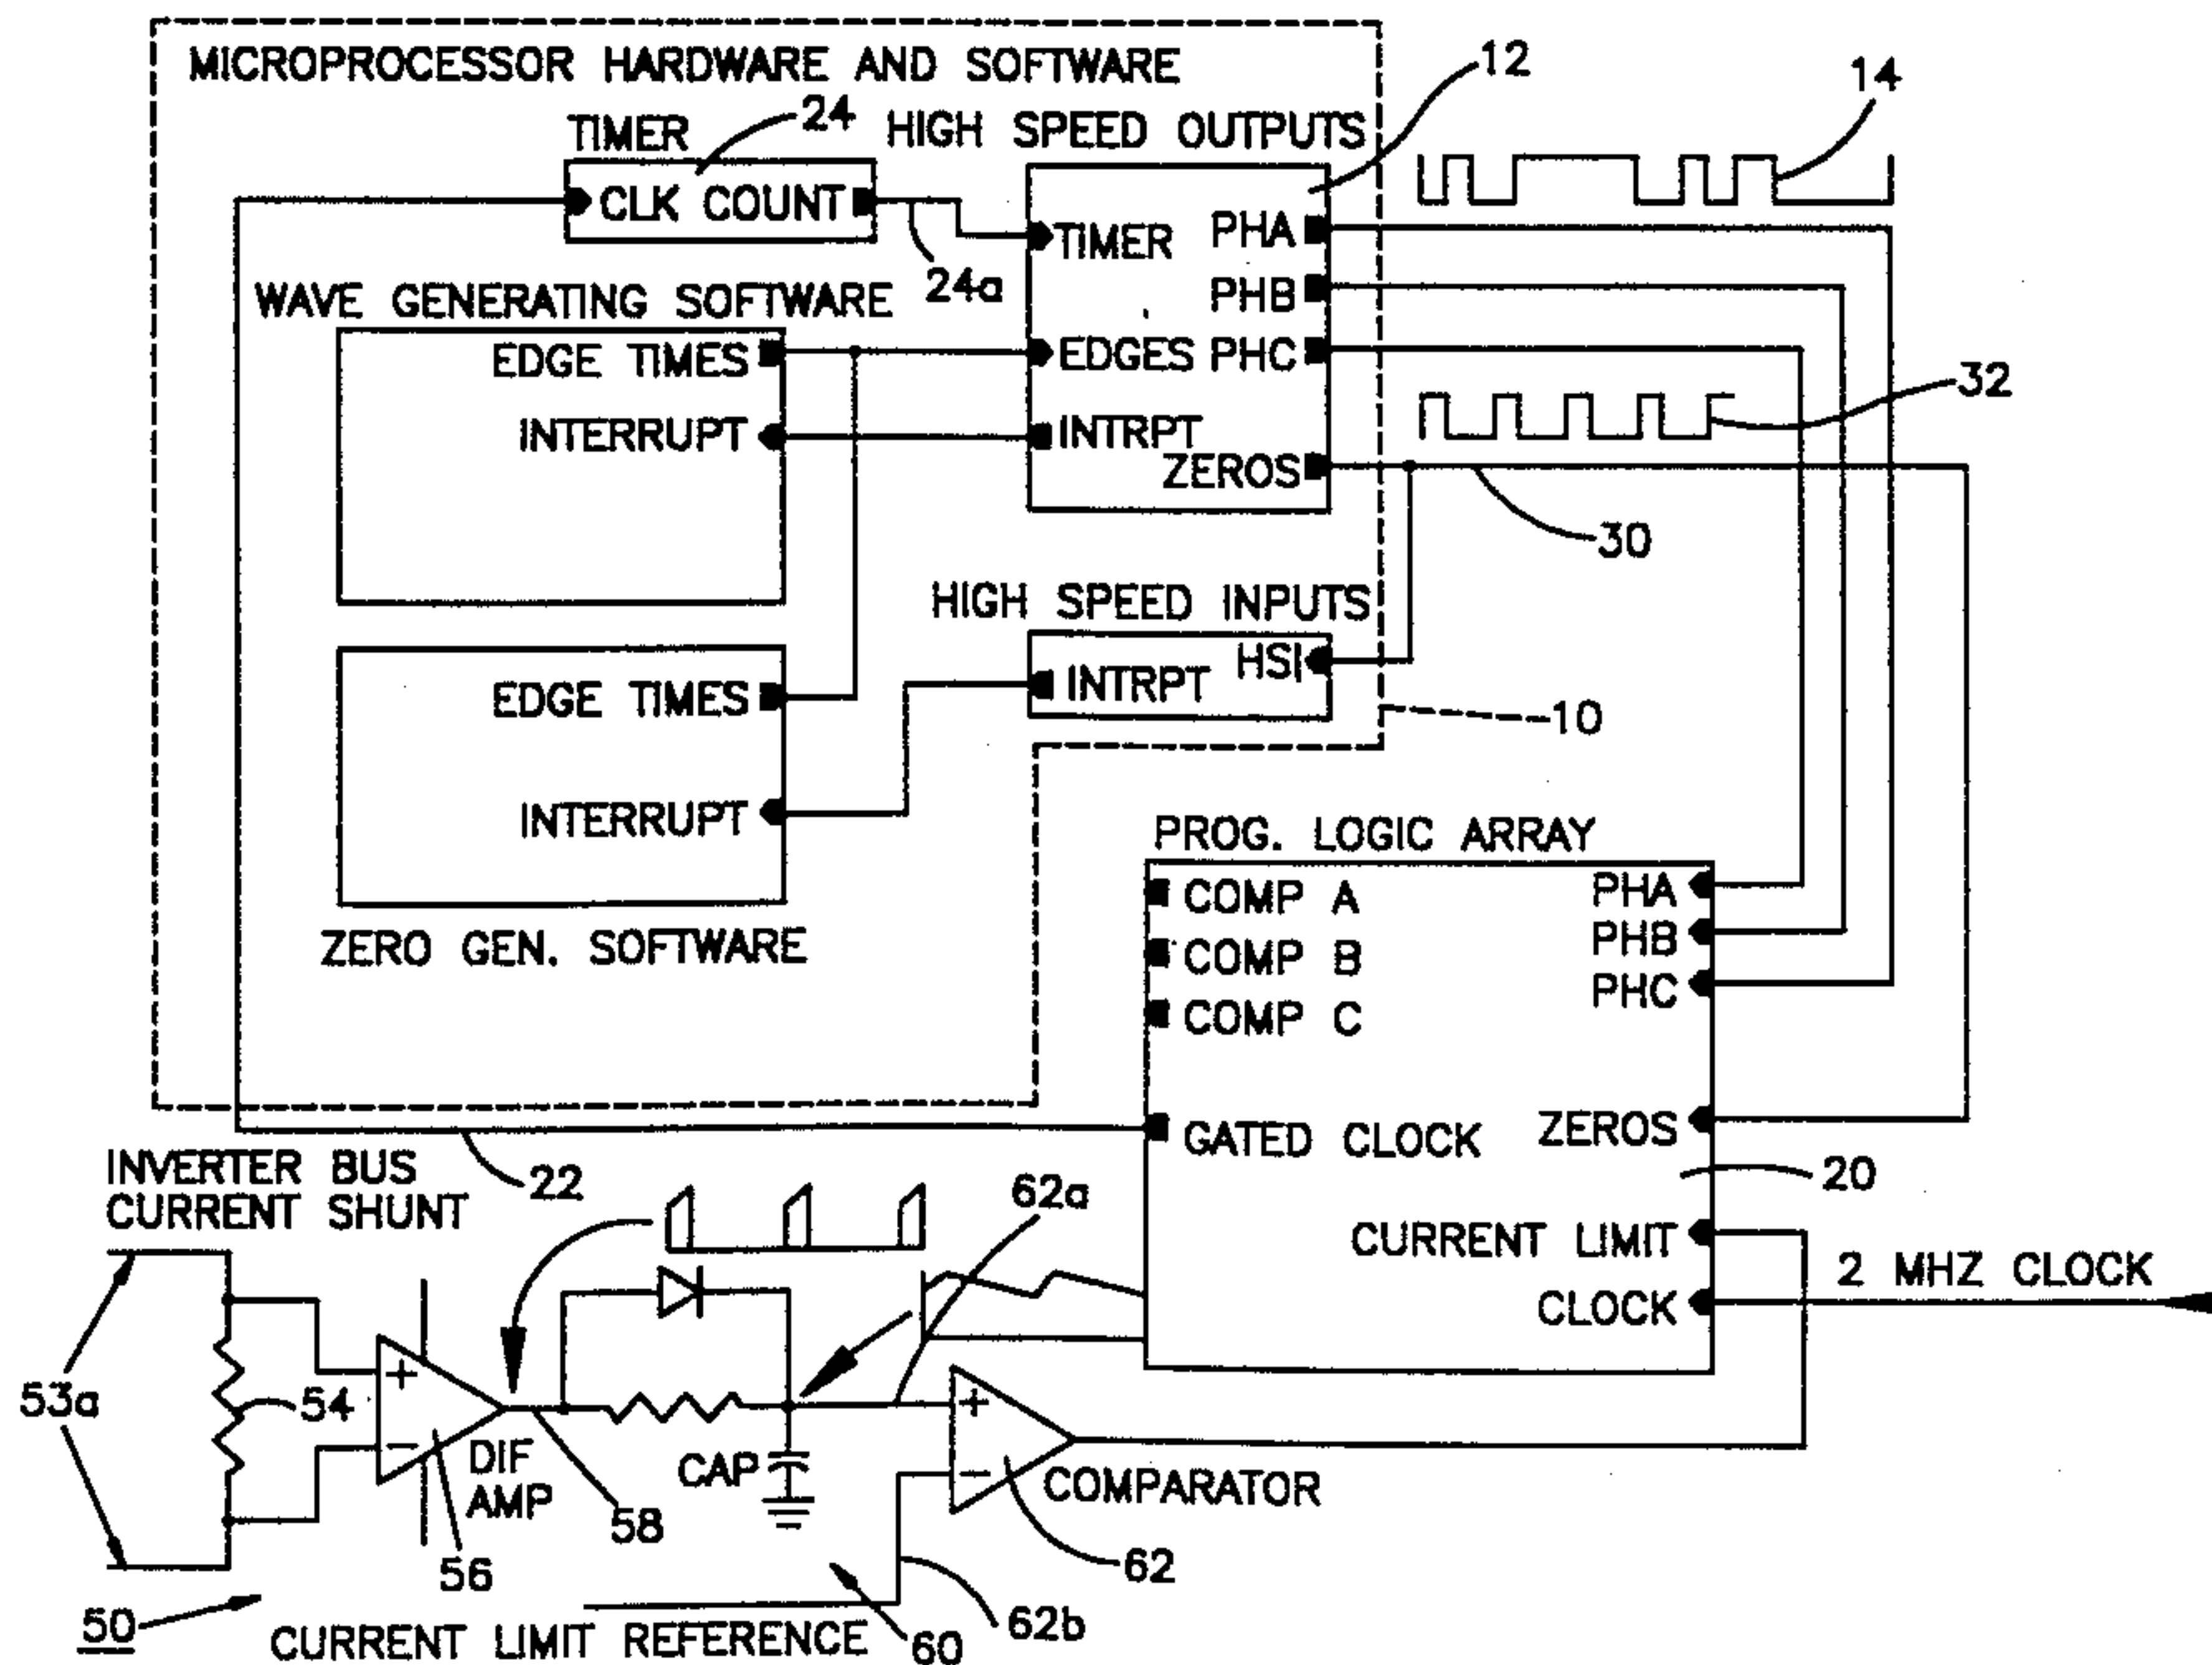 MICROPROCESSOR HARDWARE AND SOFTWARE
12
14
TIMER
24
HIGH SPEED OUTPUTS
CLK COUNT
24a
TIMER
PHA
PHB
EDGES PHC
INTRPT
ZEROS
WAVE GENERATING SOFTWARE
EDGE TIMES
INTERRUPT
32
30
HIGH SPEED INPUTS
HSI
INTRPT
10
EDGE TIMES
INTERRUPT
ZERO GEN. SOFTWARE
PROG. LOGIC ARRAY
COMP A
COMP B
COMP C
PHA
PHB
PHC
GATED CLOCK
ZEROS
20
CURRENT LIMIT
CLOCK
2 MHZ CLOCK
INVERTER BUS
CURRENT SHUNT
22
62a
53a
54
DIF
AMP
56
58
CAP
COMPARATOR
62
62b
60
50
CURRENT LIMIT REFERENCE